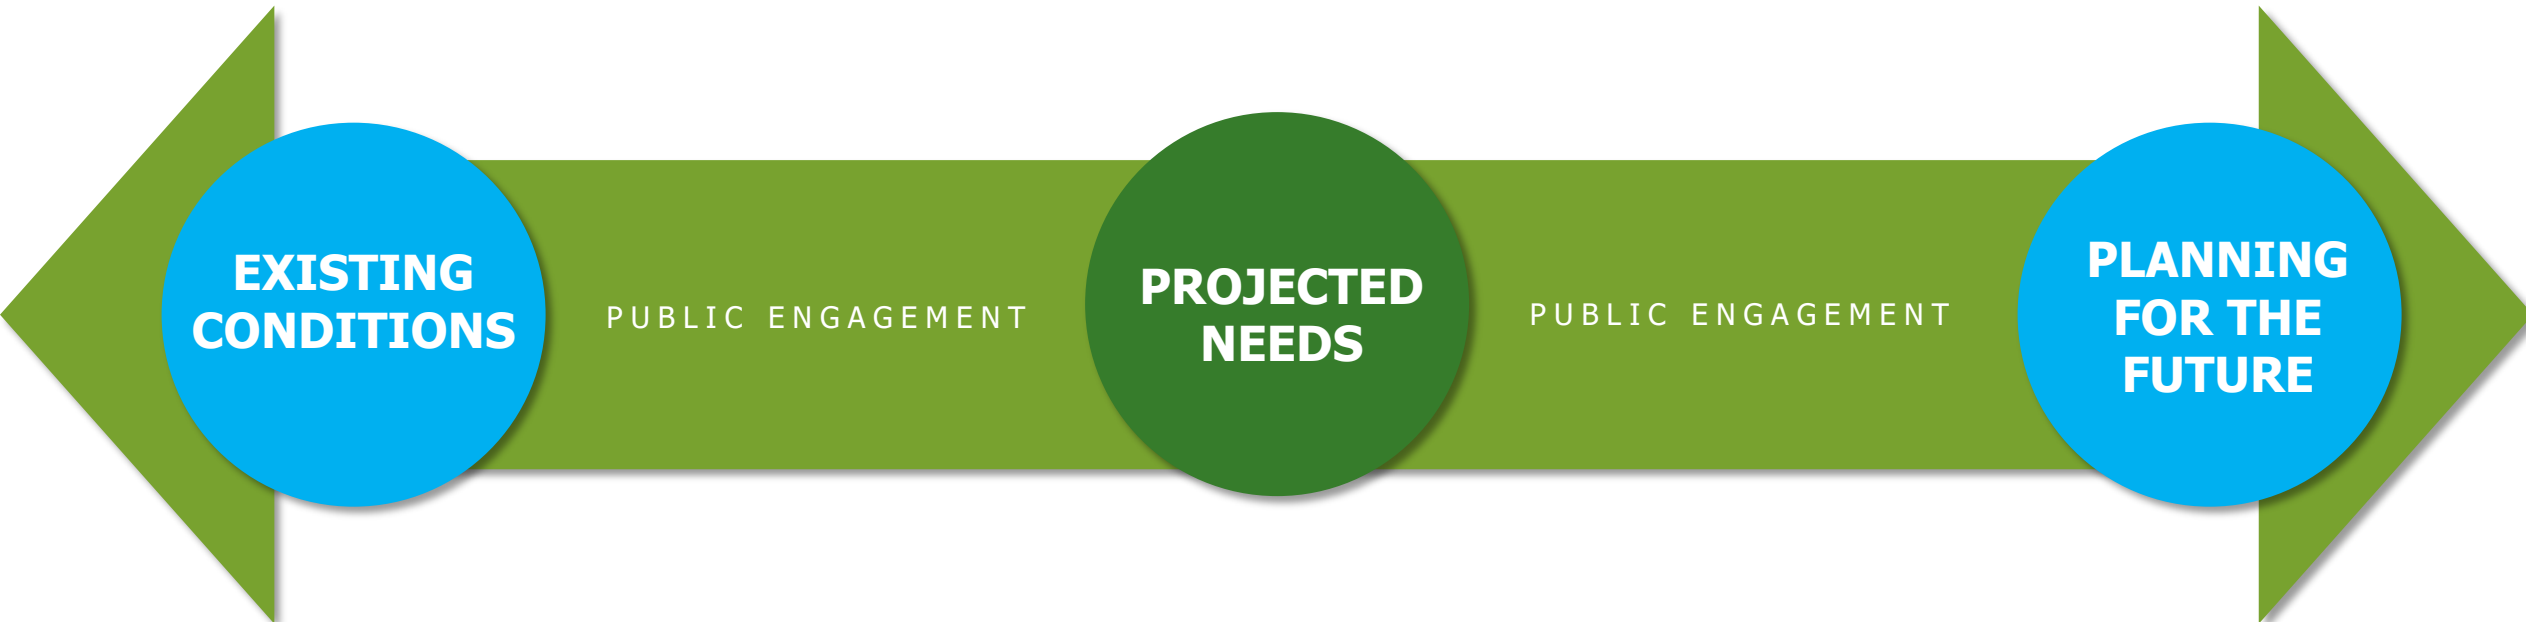 EXISTING
CONDITIONS
PUBLIC ENGAGEMENT
PROJECTED
NEEDS
PUBLIC ENGAGEMENT
PLANNING
FOR THE
FUTURE